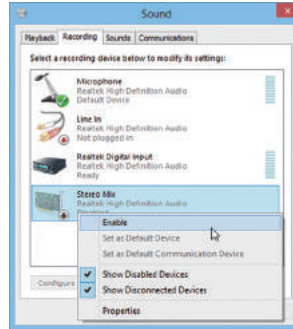 Sound
Playback Recording Sounds Communications
Select a recording device below to modify its settings:
Microphone
Realtek High Definition Audio
Default Device
Line In
Realtek High Definition Audio
Not plugged in
Realtek Digital Input
Realtek High Definition Audio
Ready
Stereo Mix
Realtek High Definition Audio
Enable
Set as Default Device
Set as Default Communication Device
Show Disabled Devices
Configure
Show Disconnected Devices
Properties